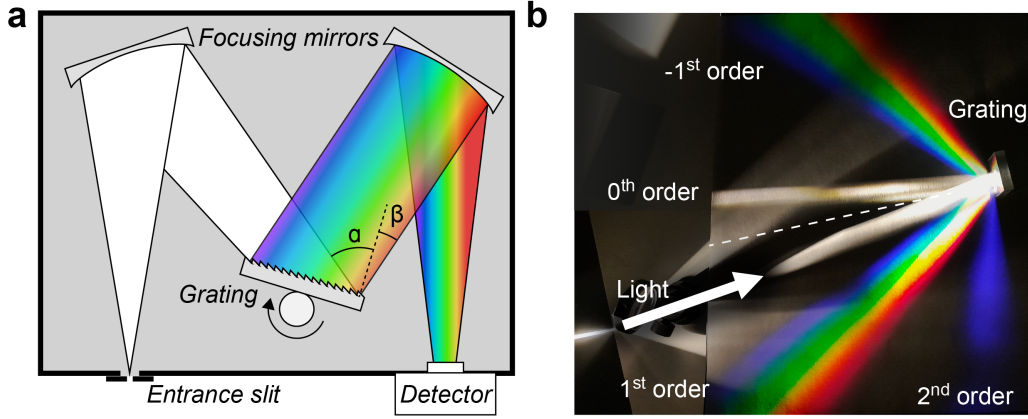 a
Focusing mirrors
α
β
Grating
Entrance slit
Detector
b
-1st order
Grating
0th order
Light
1st order
2nd order